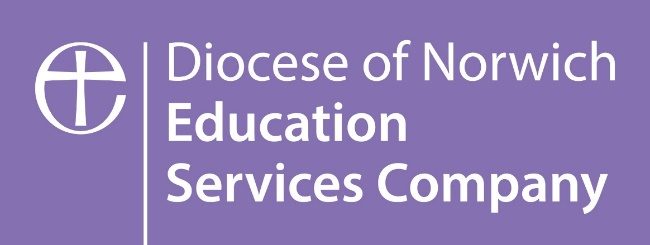 Diocese of Norwich
Education
Services Company